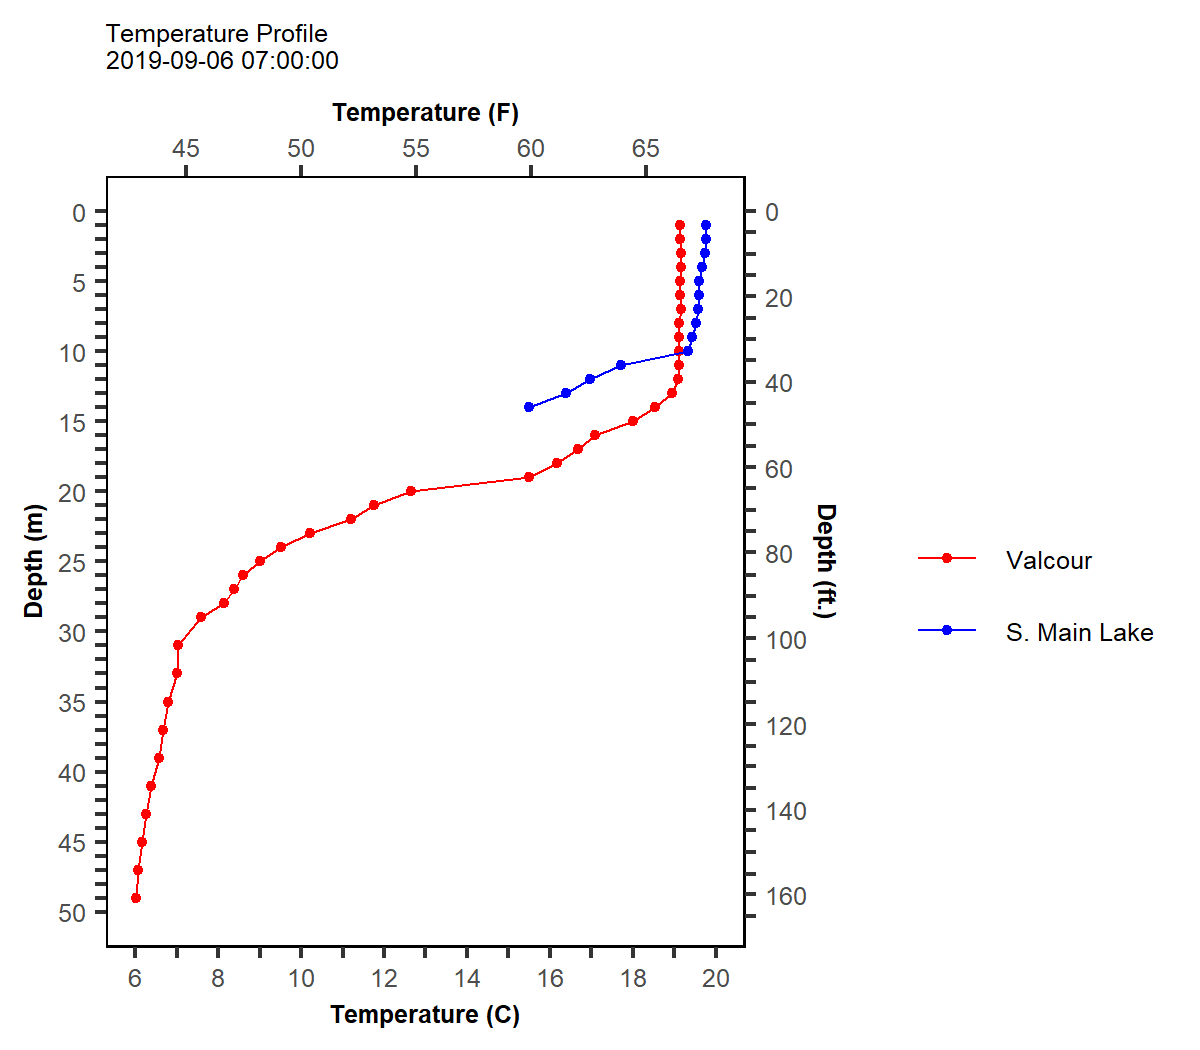 Temperature Profile
2019-09-06 07:00:00
Temperature (F)
45 50 55 60 65
0
5
10
15
20
25
30
35
40
45
50
Depth (m)
0
20
40
60
80
100
120
140
160
Depth (ft.)
6 8 10 12 14 16 18 20
Temperature (C)
Valcour
S. Main Lake